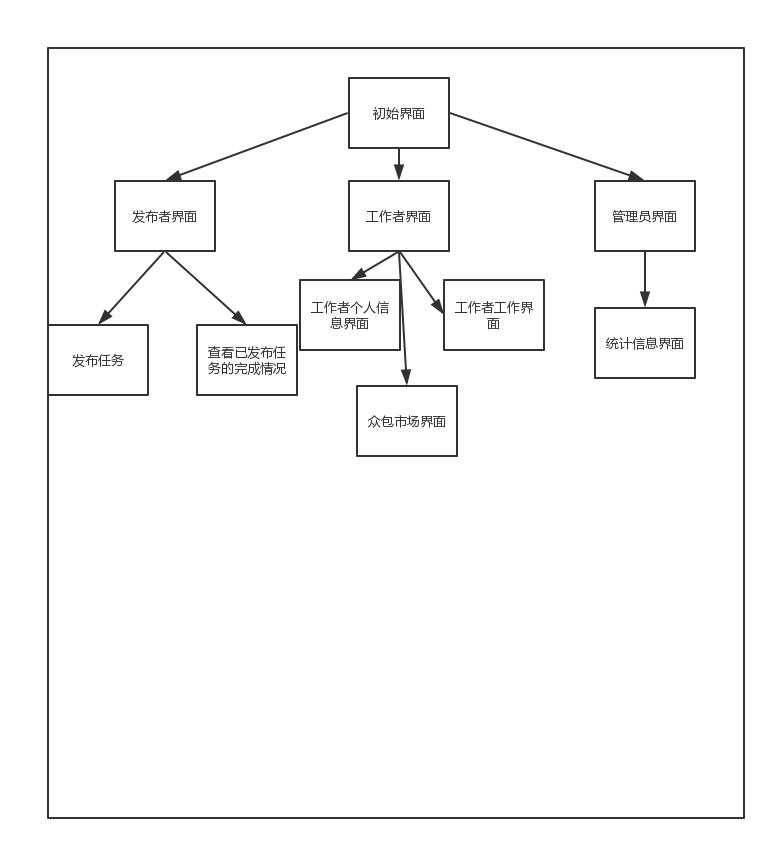 初始界面
发布者界面
工作者界面
管理员界面
工作者个人信
息界面
工作者工作界
面
统计信息界面
发布任务
查看已发布任
务的完成情况
众包市场界面